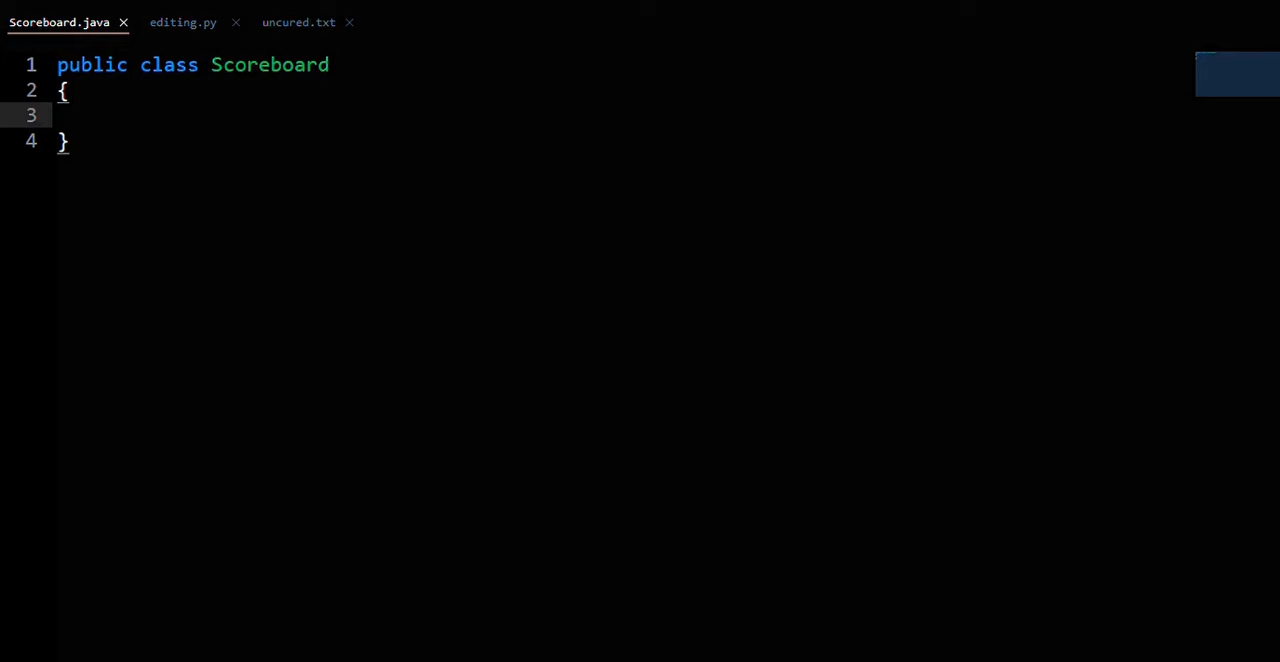 Scoreboard.java × editing.py × uncured.txt ×
1 public class Scoreboard
2 {
3
4 }